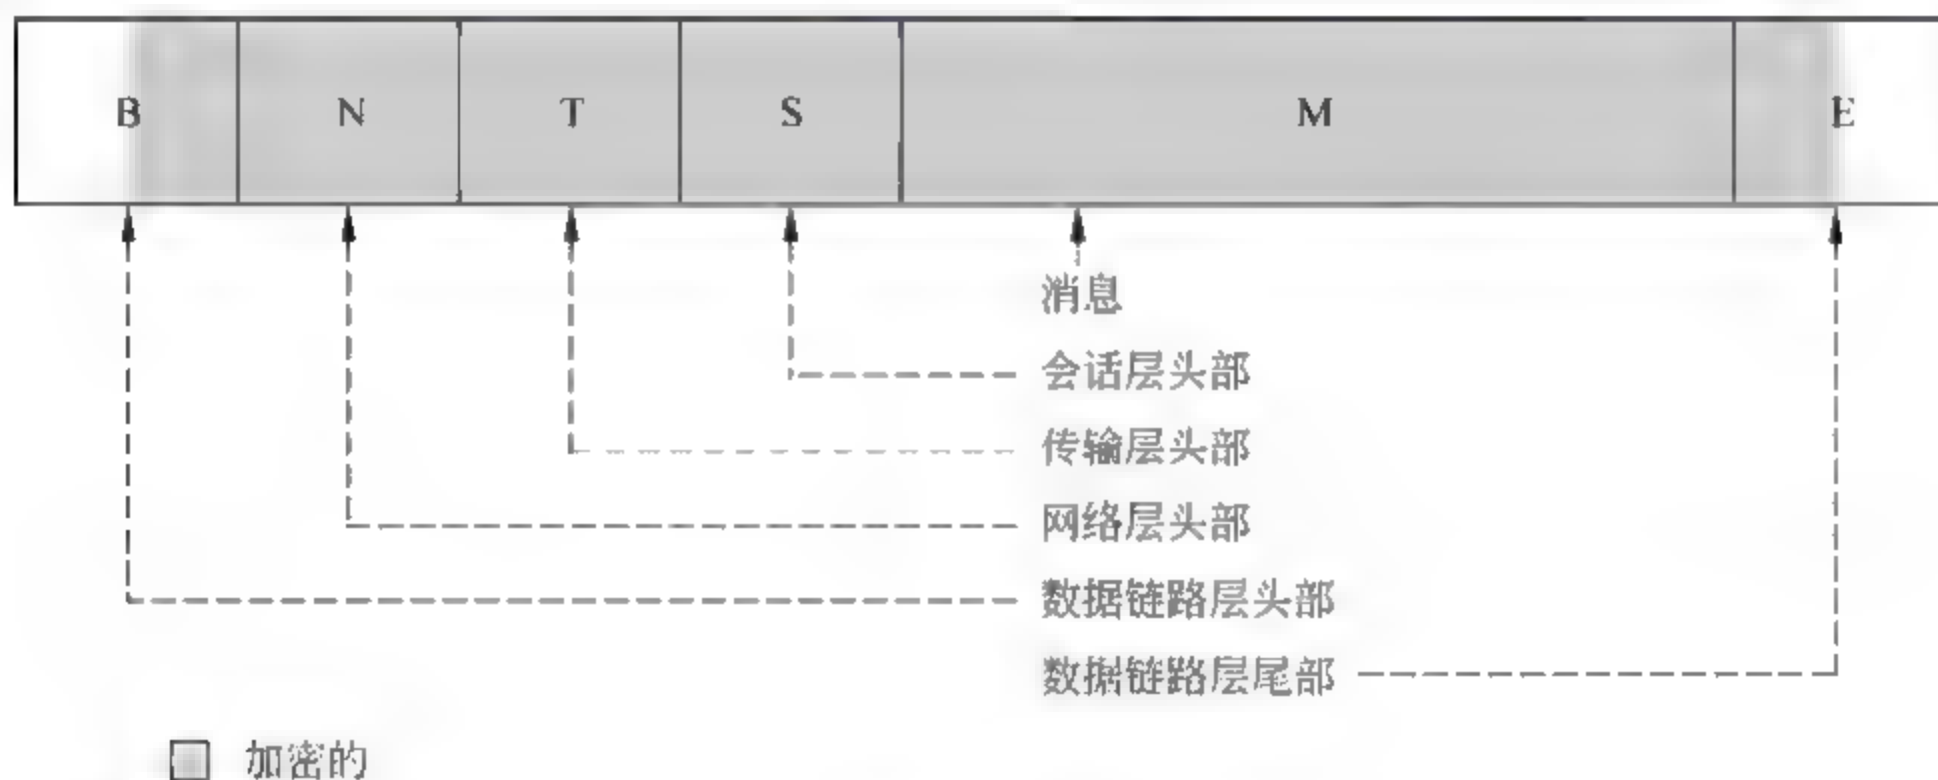 B N T S M E
消息
会话层头部
传输层头部
网络层头部
数据链路层头部
数据链路层尾部
加密的